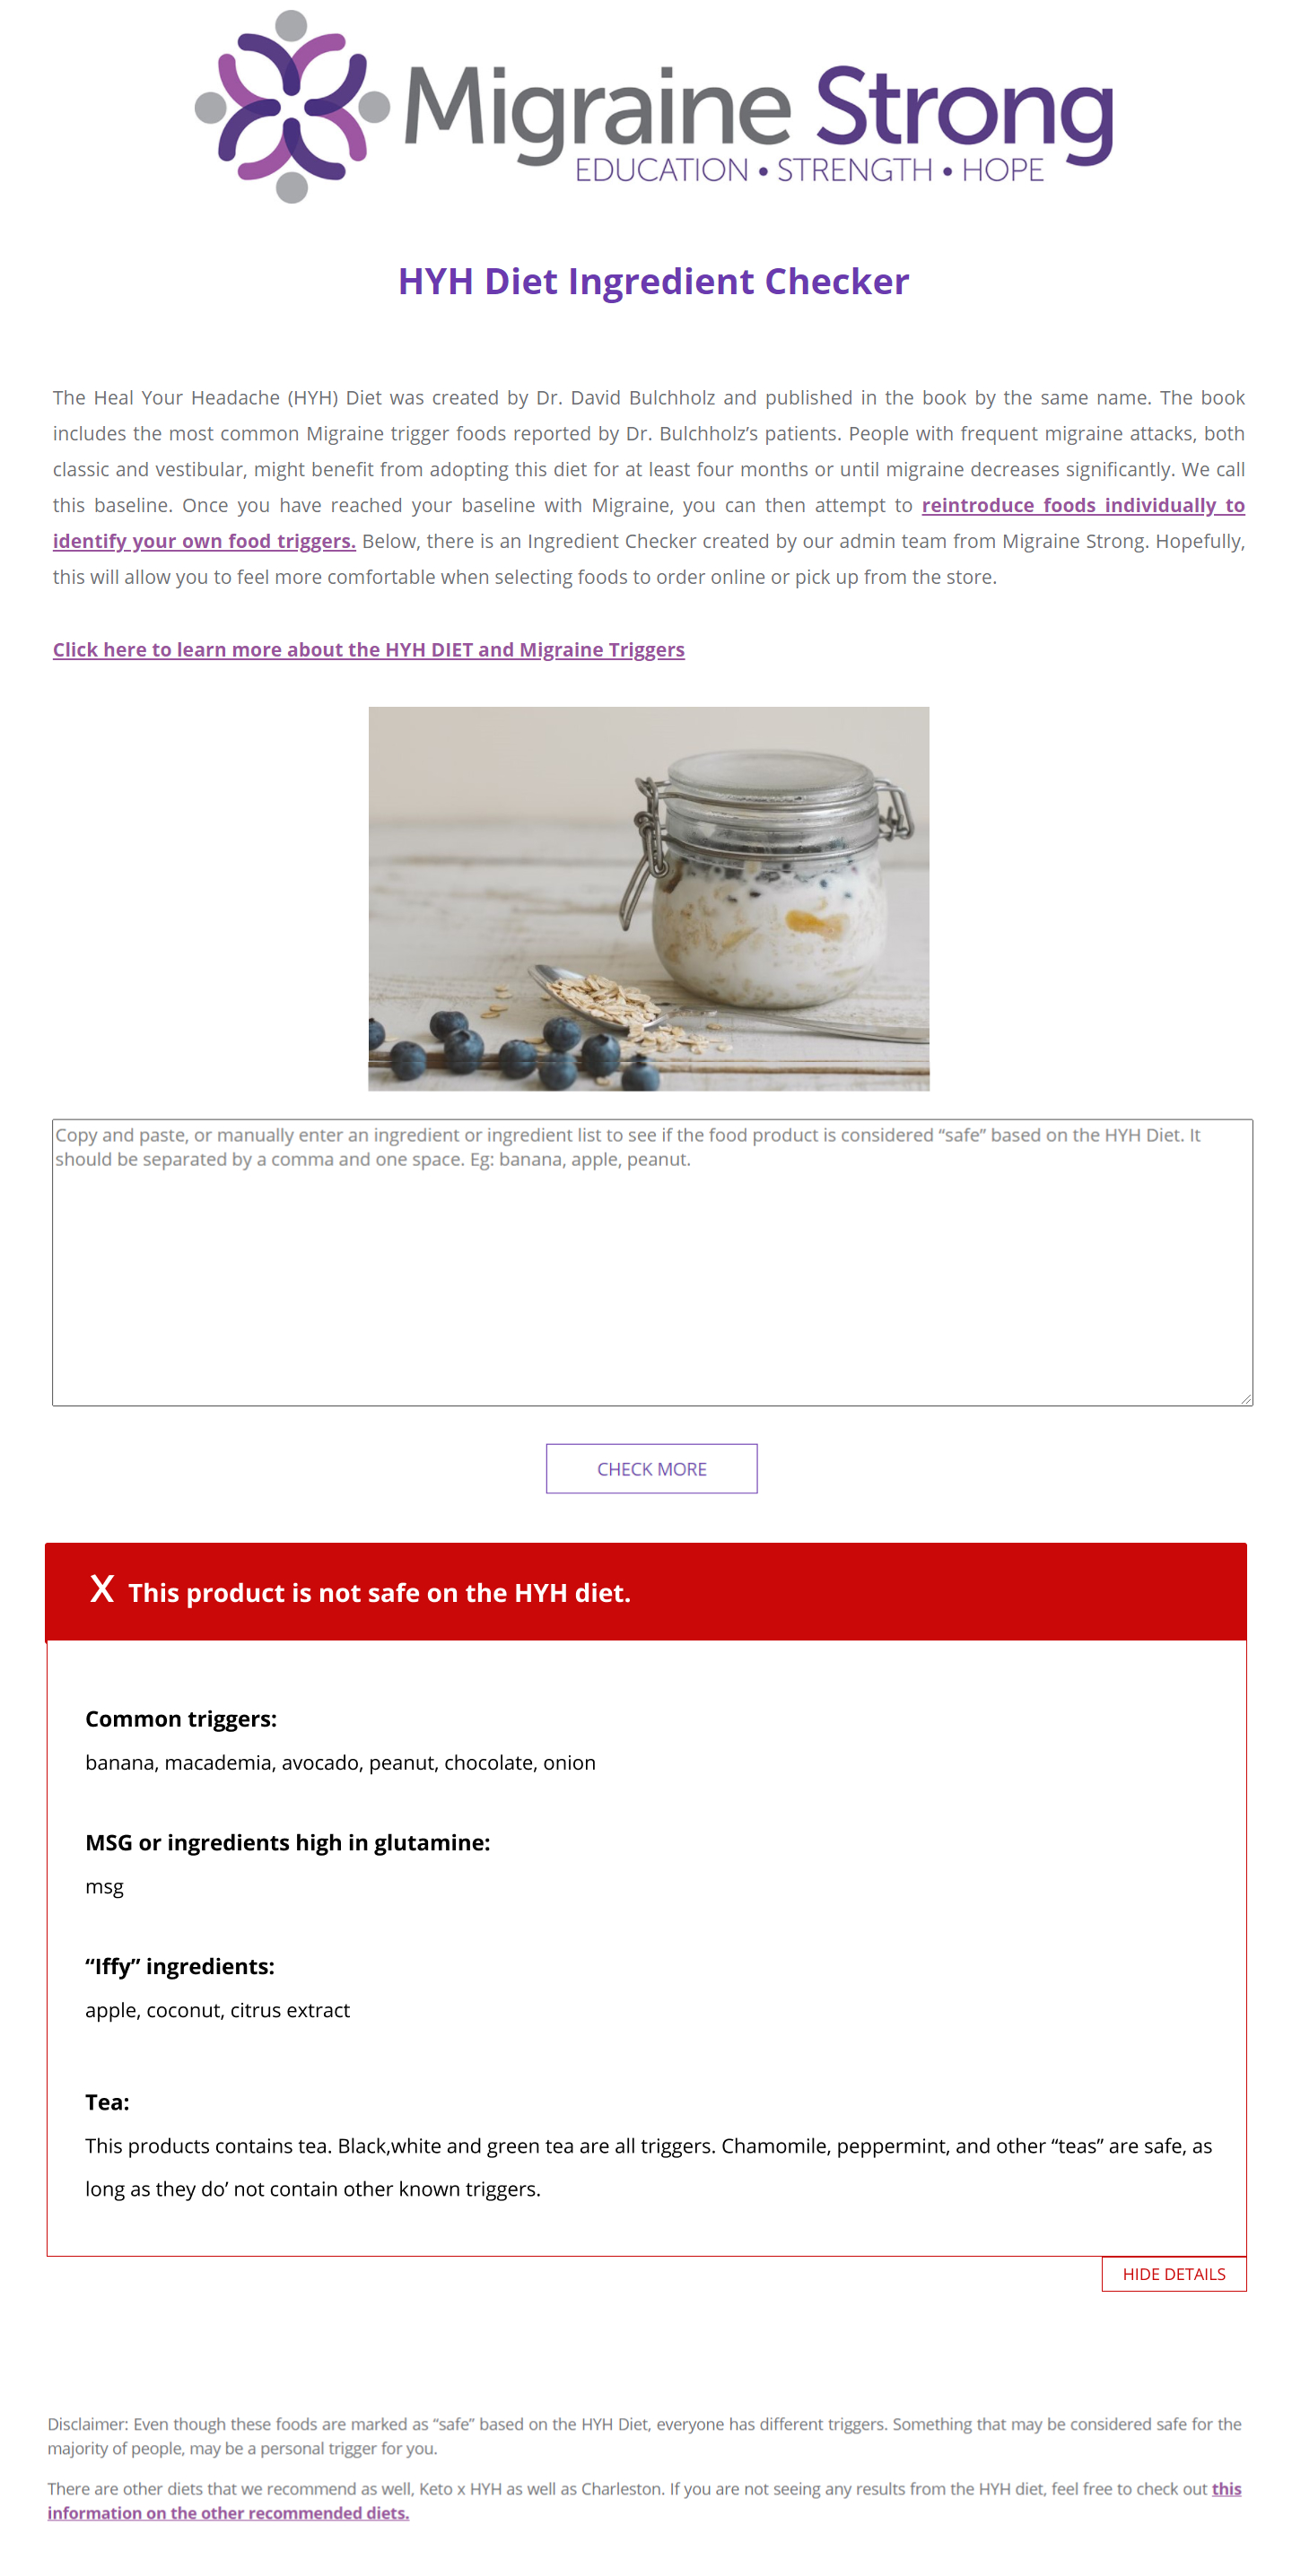 Migraine Strong
EDUCATION • STRENGTH • HOPE
HYH Diet Ingredient Checker
The Heal Your Headache (HYH) Diet was created by Dr. David Bulchholz and published in the book by the same name. The book
includes the most common Migraine trigger foods reported by Dr. Bulchholz’s patients. People with frequent migraine attacks, both
classic and vestibular, might benefit from adopting this diet for at least four months or until migraine decreases significantly. We call
this baseline. Once you have reached your baseline with Migraine, you can then attempt to reintroduce foods individually to
identify your own food triggers. Below, there is an Ingredient Checker created by our admin team from Migraine Strong. Hopefully,
this will allow you to feel more comfortable when selecting foods to order online or pick up from the store.
Click here to learn more about the HYH DIET and Migraine Triggers
Copy and paste, or manually enter an ingredient or ingredient list to see if the food product is considered “safe” based on the HYH Diet. It
should be separated by a comma and one space. Eg: banana, apple, peanut.
CHECK MORE
X This product is not safe on the HYH diet.
Common triggers:
banana, macademia, avocado, peanut, chocolate, onion
MSG or ingredients high in glutamine:
msg
“Iffy” ingredients:
apple, coconut, citrus extract
Tea:
This products contains tea. Black,white and green tea are all triggers. Chamomile, peppermint, and other “teas” are safe, as
long as they do’ not contain other known triggers.
HIDE DETAILS
Disclaimer: Even though these foods are marked as “safe” based on the HYH Diet, everyone has different triggers. Something that may be considered safe for the
majority of people, may be a personal trigger for you.
There are other diets that we recommend as well, Keto x HYH as well as Charleston. If you are not seeing any results from the HYH diet, feel free to check out this
information on the other recommended diets.